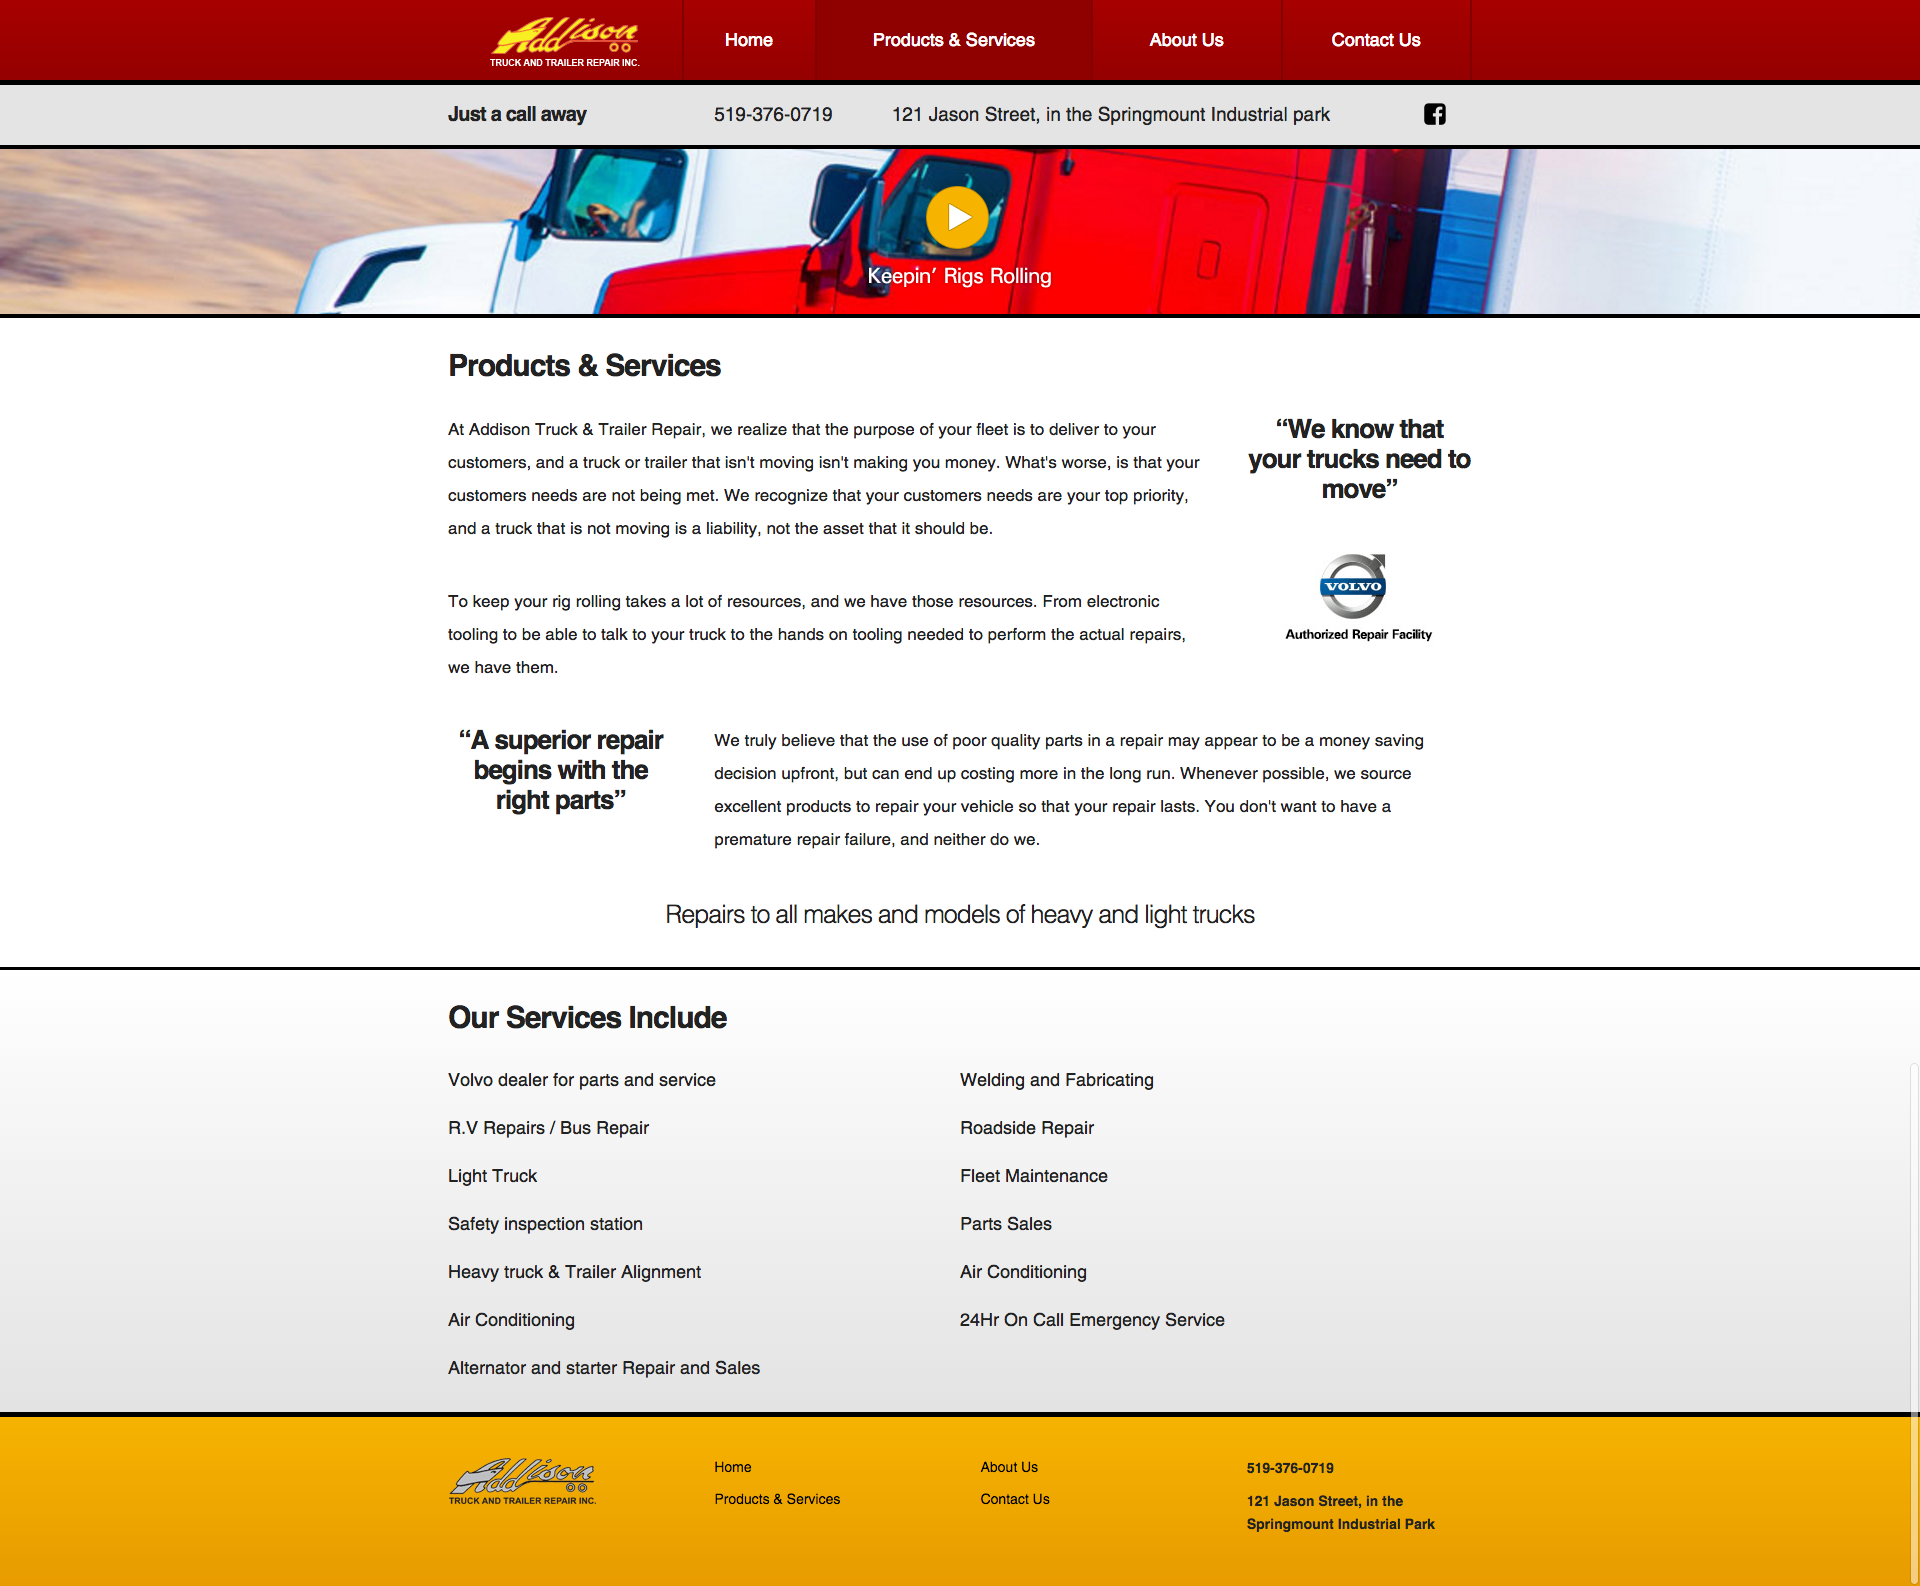 Addison
TRUCK AND TRAILER REPAIR INC.
Home
Products & Services
About Us
Contact Us
Just a call away
519-376-0719
121 Jason Street, in the Springmount Industrial park
Keepin’ Rigs Rolling
Products & Services
At Addison Truck & Trailer Repair, we realize that the purpose of your fleet is to deliver to your
customers, and a truck or trailer that isn't moving isn't making you money. What's worse, is that your
customers needs are not being met. We recognize that your customers needs are your top priority,
and a truck that is not moving is a liability, not the asset that it should be.
“We know that
your trucks need to
move”
VOLVO
Authorized Repair Facility
To keep your rig rolling takes a lot of resources, and we have those resources. From electronic
tooling to be able to talk to your truck to the hands on tooling needed to perform the actual repairs,
we have them.
“A superior repair
begins with the
right parts”
We truly believe that the use of poor quality parts in a repair may appear to be a money saving
decision upfront, but can end up costing more in the long run. Whenever possible, we source
excellent products to repair your vehicle so that your repair lasts. You don't want to have a
premature repair failure, and neither do we.
Repairs to all makes and models of heavy and light trucks
Our Services Include
Volvo dealer for parts and service
R.V Repairs / Bus Repair
Light Truck
Safety inspection station
Heavy truck & Trailer Alignment
Air Conditioning
Alternator and starter Repair and Sales
Welding and Fabricating
Roadside Repair
Fleet Maintenance
Parts Sales
Air Conditioning
24Hr On Call Emergency Service
Addison
TRUCK AND TRAILER REPAIR INC.
Home
Products & Services
About Us
Contact Us
519-376-0719
121 Jason Street, in the
Springmount Industrial Park